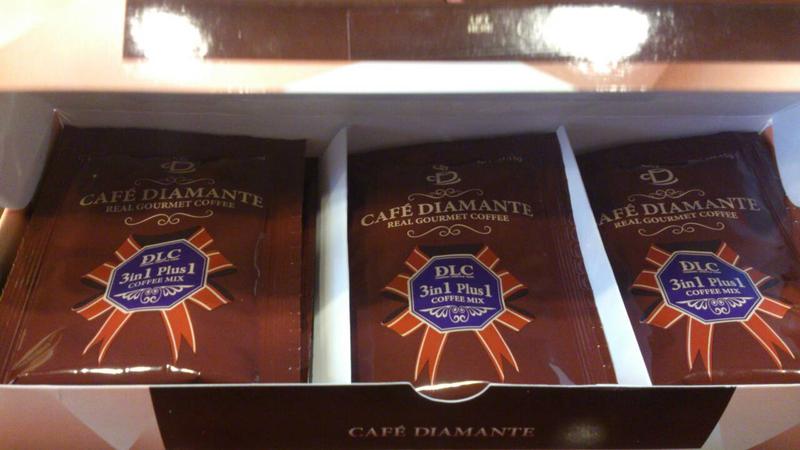 CAFÉ DIAMANTE
REAL GOURMET COFFEE
DLC
3in1 Plus1
COFFEE MIX
CAFÉ DIAMANTE
REAL GOURMET COFFEE
DLC
3in1 Plus1
COFFEE MIX
AFÉ DIAMANTE
REAL GOURMET COFFEE
DLC
3in1 Plus1
COFFEE MIX
CAFÉ DIAMANTE